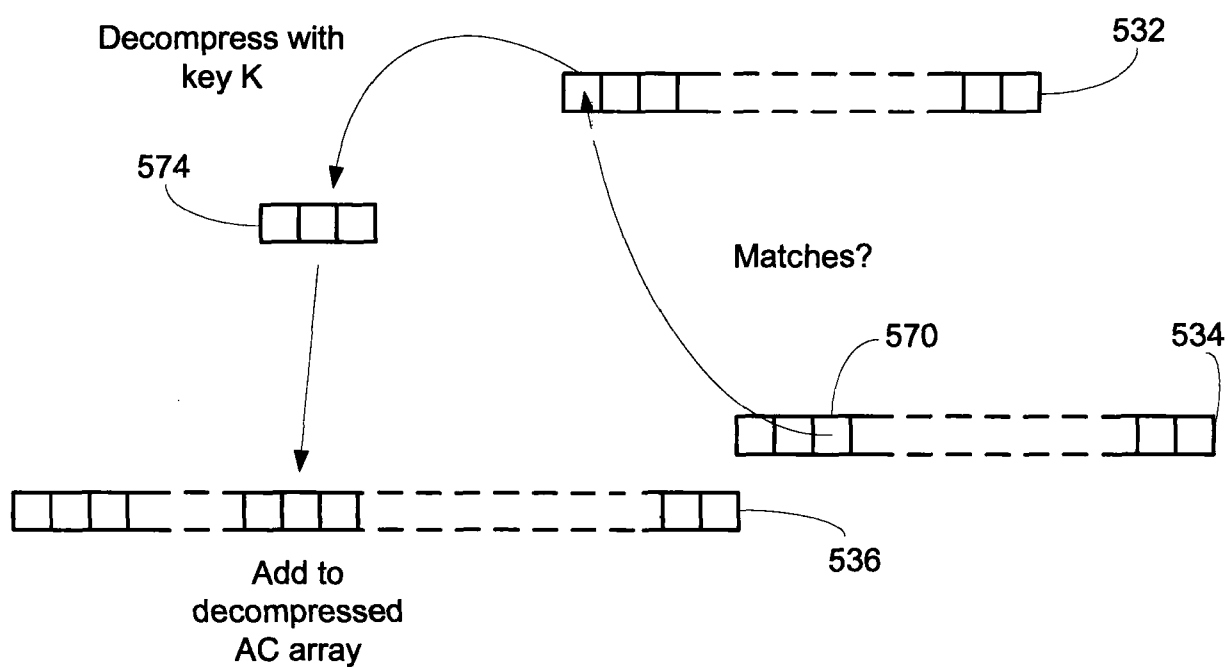 Decompress with
key K
532
574
Matches?
570
534
536
Add to
decompressed
AC array